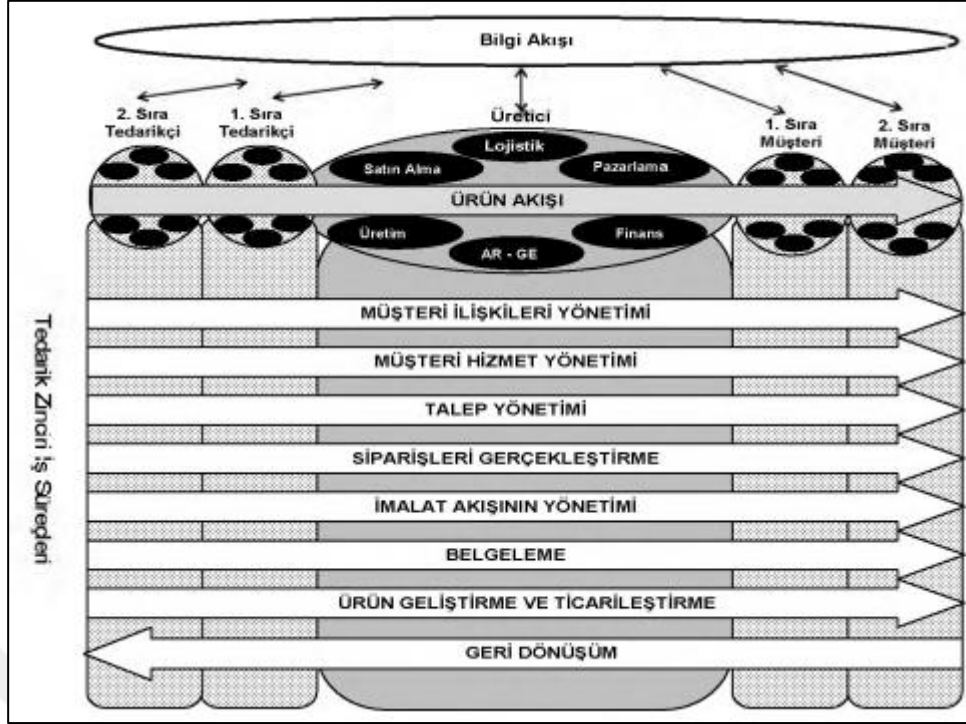 Bilgi Akışı
2. Sıra
Tedarikçi
1. Sıra
Tedarikçi
Üretici
1. Sıra
Müşteri
2. Sıra
Müşteri
Lojistik
Satın Alma
Pazarlama
ÜRÜN AKIŞI
Üretim
Finans
AR - GE
Tedarik Zinciri İş Süreçleri
MÜŞTERİ İLİŞKİLERİ YÖNETİMİ
MÜŞTERİ HİZMET YÖNETİMİ
TALEP YÖNETİMİ
SİPARİŞLERİ GERÇEKLEŞTİRME
İMALAT AKIŞININ YÖNETİMİ
BELGELEME
ÜRÜN GELİŞTİRME VE TİCARİLEŞTİRME
GERİ DÖNÜŞÜM